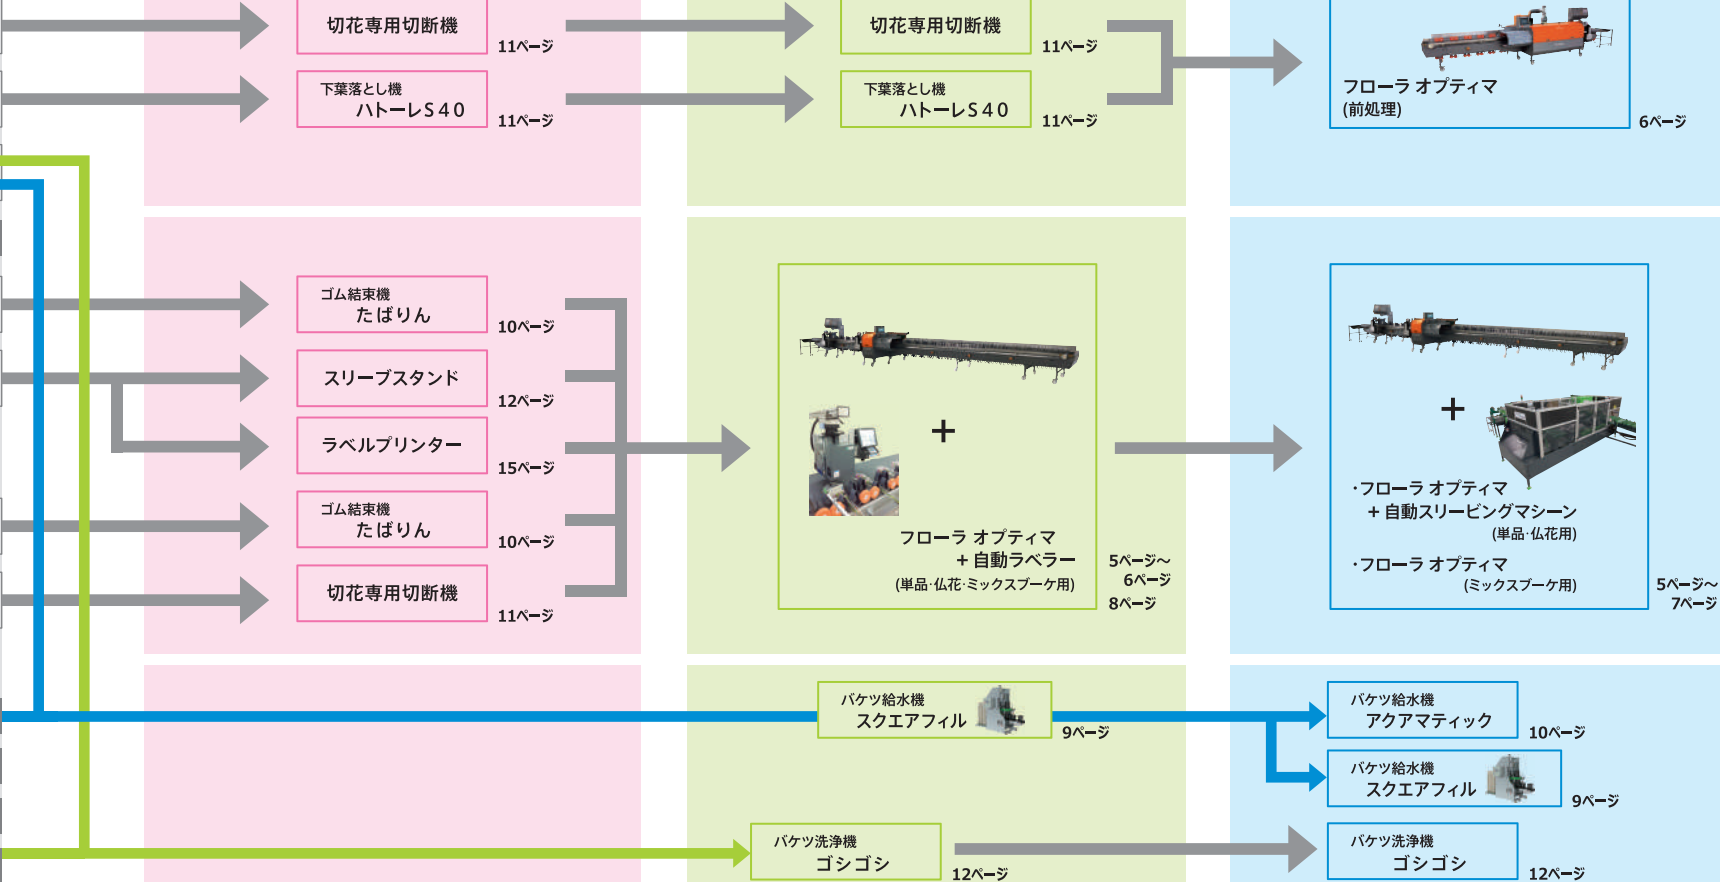 切花専用切断機
11ページ
切花専用切断機
11ページ
下葉落とし機
ハトーレS40
11ページ
下葉落とし機
ハトーレS40
11ページ
フローラ オプティマ
(前処理)
6ページ
ゴム結束機
たばりん
10ページ
スリーブスタンド
12ページ
ラベルプリンター
15ページ
ゴム結束機
たばりん
10ページ
切花専用切断機
11ページ
+
フローラ オプティマ
+自動ラベラー
(単品・仏花・ミックスブーケ用)
5ページ〜
6ページ
8ページ
+
・フローラ オプティマ
+自動スリービングマシーン
(単品・仏花用)
・フローラ オプティマ
(ミックスブーケ用)
5ページ〜
7ページ
バケツ給水機
スクエアフィル
9ページ
バケツ給水機
アクアマティック
10ページ
バケツ給水機
スクエアフィル
9ページ
バケツ洗浄機
ゴシゴシ
12ページ
バケツ洗浄機
ゴシゴシ
12ページ